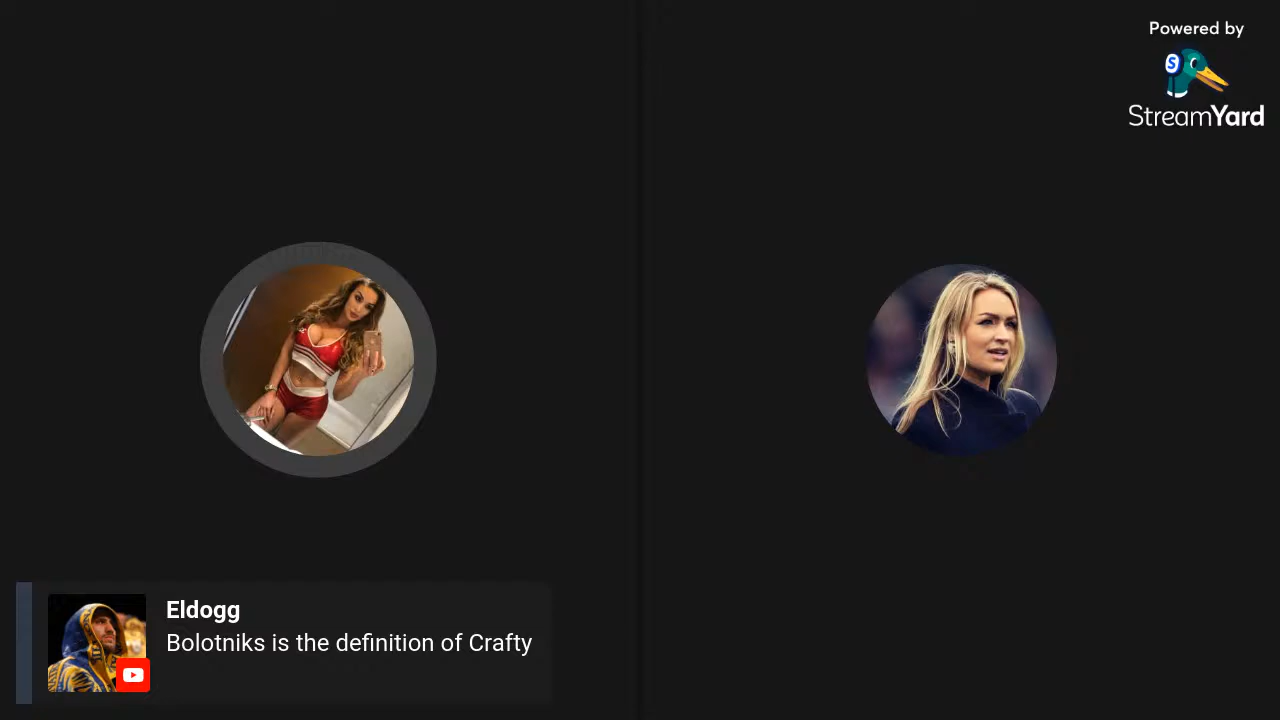 Powered by
StreamYard
Eldogg
Bolotniks is the definition of Crafty